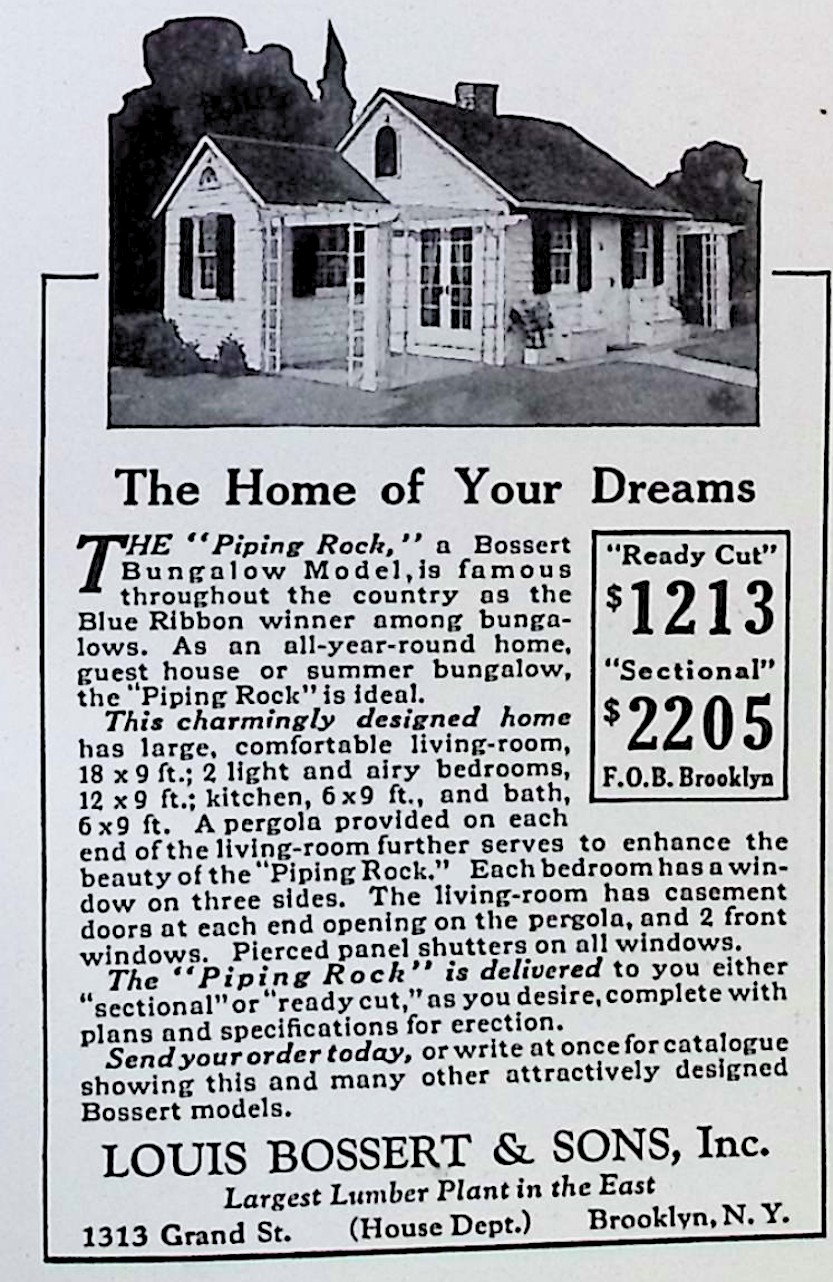 The Home of Your Dreams
THE "Piping Rock," a Bossert
Bungalow Model, is famous
throughout the country as the
Blue Ribbon winner among bunga-
lows. As an all-year-round home,
guest house or summer bungalow,
the "Piping Rock" is ideal.
This charmingly designed home
has large, comfortable living-room,
18 x 9 ft.; 2 light and airy bedrooms,
12 x 9 ft.; kitchen, 6x9 ft., and bath,
6x9 ft. A pergola provided on each
"Ready Cut"
$1213
"Sectional"
$2205
F.O.B. Brooklyn
end of the living-room further serves to enhance the
beauty of the "Piping Rock." Each bedroom has a win-
dow on three sides. The living-room has casement
doors at each end opening on the pergola, and 2 front
windows. Pierced panel shutters on all windows.
The "Piping Rock" is delivered to you either
"sectional" or "ready cut," as you desire, complete with
plans and specifications for erection.
Send your order today, or write at once for catalogue
showing this and many other attractively designed
Bossert models.
LOUIS BOSSERT & SONS, Inc.
Largest Lumber Plant in the East
1313 Grand St. (House Dept.) Brooklyn, N. Y.